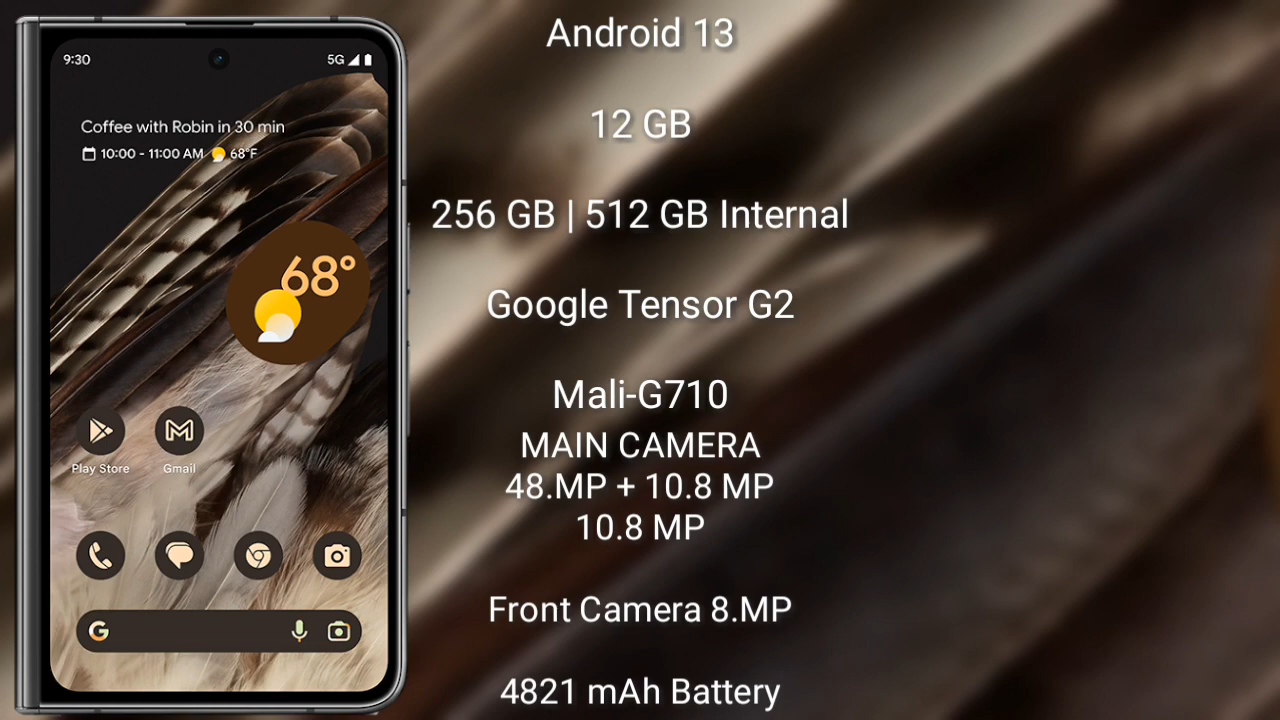 9:30
5G
Coffee with Robin in 30 min
10:00 - 11:00 AM 68°F
68°
Play Store
Gmail
G
Android 13
12 GB
256 GB | 512 GB Internal
Google Tensor G2
Mali-G710
MAIN CAMERA
48.MP + 10.8 MP
10.8 MP
Front Camera 8.MP
4821 mAh Battery